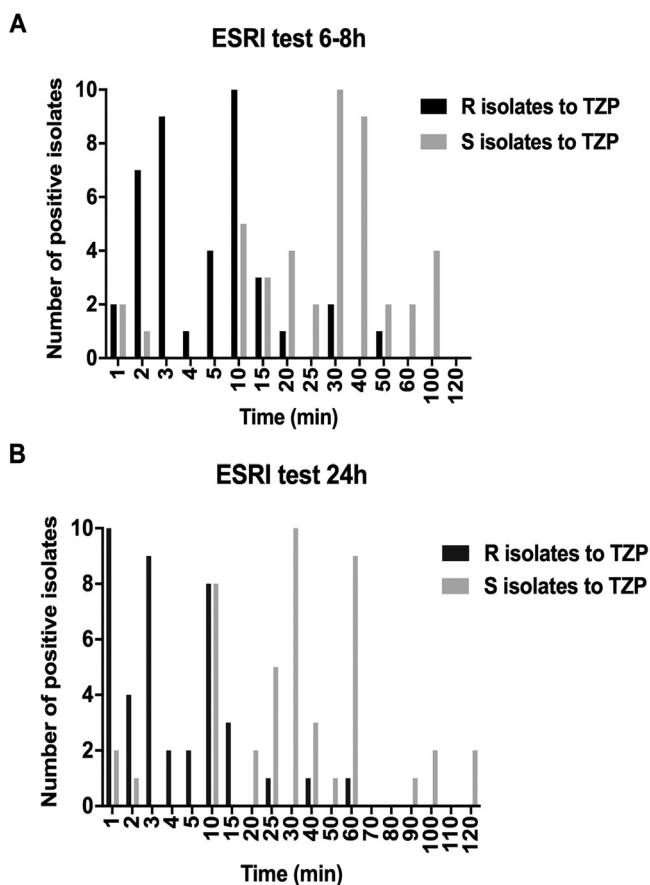 A
ESRI test 6-8h
Number of positive isolates
10
8
6
4
2
0
1 2 3 4 5 10 15 20 25 30 40 50 60 100 120
Time (min)
R isolates to TZP
S isolates to TZP
B
ESRI test 24h
Number of positive isolates
10
8
6
4
2
0
1 2 3 4 5 10 15 20 25 30 40 50 60 70 80 90 100 110 120
Time (min)
R isolates to TZP
S isolates to TZP